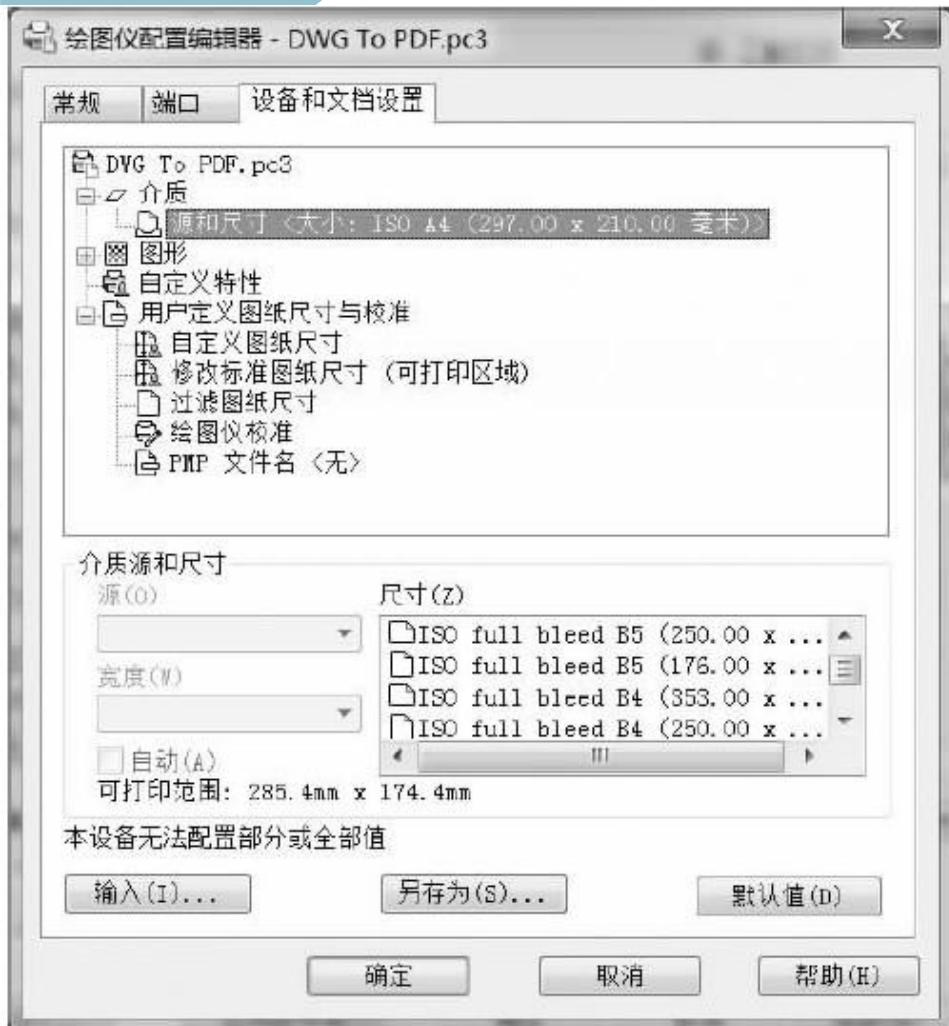 绘图仪配置编辑器 - DWG To PDF.pc3
常规 端口 设备和文档设置
DWG To PDF.pc3
介质
源和尺寸 <大小: ISO A4 (297.00 x 210.00 毫米)>
图形
自定义特性
用户定义图纸尺寸与校准
自定义图纸尺寸
修改标准图纸尺寸 (可打印区域)
过滤图纸尺寸
绘图仪校准
PMP 文件名 <无>
介质源和尺寸
源(O)
尺寸(Z)
ISO full bleed B5 (250.00 x ...
ISO full bleed B5 (176.00 x ...
ISO full bleed B4 (353.00 x ...
ISO full bleed B4 (250.00 x ...
宽度(W)
自动(A)
可打印范围: 285.4mm x 174.4mm
本设备无法配置部分或全部值
输入(I)... 另存为(S)... 默认值(D)
确定 取消 帮助(H)